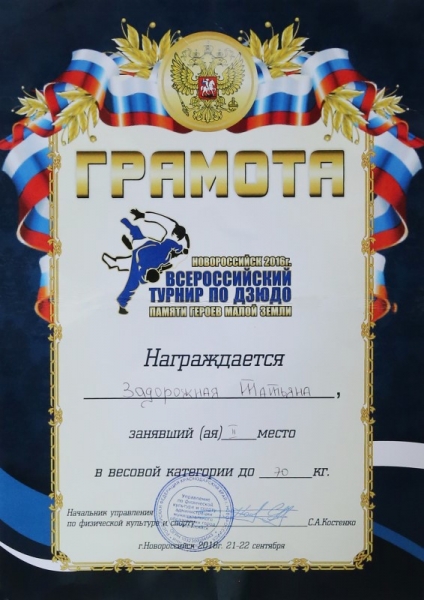 ГРАМОТА
НОВОРОССИЙСК 2016г.
ВСЕРОССИЙСКИЙ
ТУРНИР ПО ДЗЮДО
ПАМЯТИ ГЕРОЕВ МАЛОЙ ЗЕМЛИ
Награждается
Задорожная Татьяна,
занявший (ая) II место
в весовой категории до 70 кг.
Начальник управления
по физической культуре и спорту С.А.Костенко
г.Новороссийск 2016г. 21-22 сентября